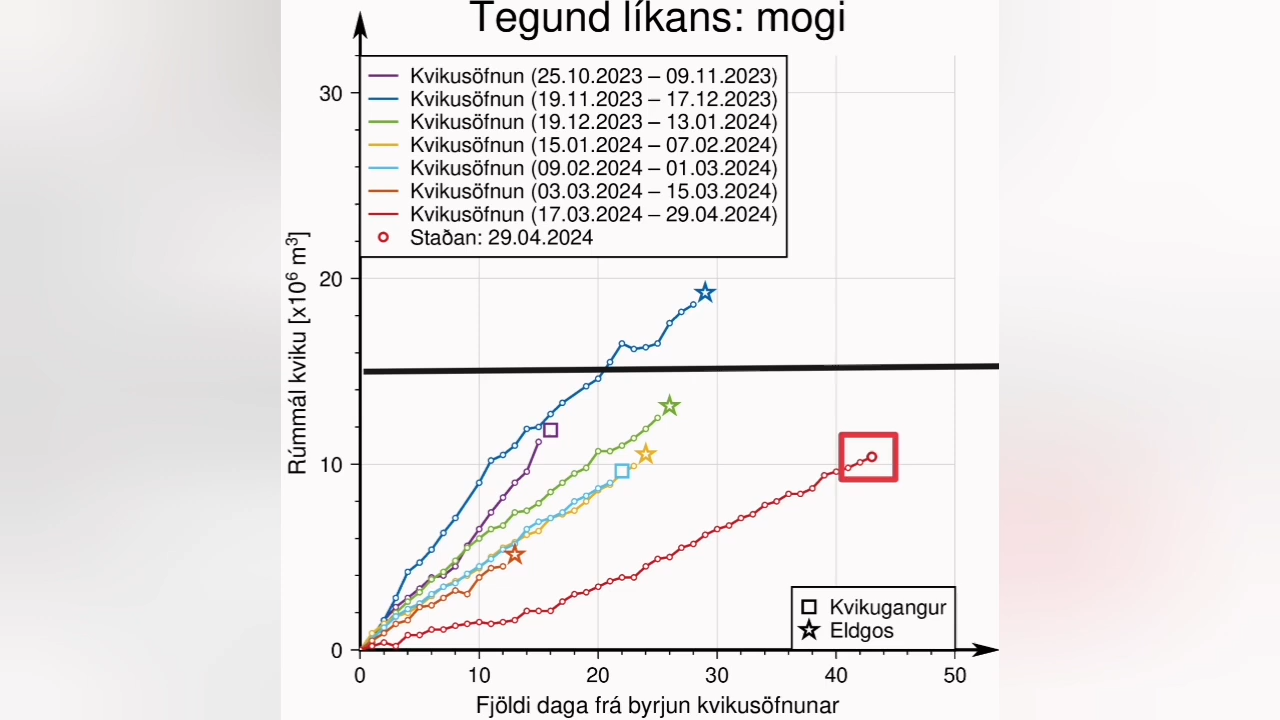 Tegund líkans: mogi
Kvikusöfnun (25.10.2023 – 09.11.2023)
Kvikusöfnun (19.11.2023 – 17.12.2023)
Kvikusöfnun (19.12.2023 – 13.01.2024)
Kvikusöfnun (15.01.2024 – 07.02.2024)
Kvikusöfnun (09.02.2024 – 01.03.2024)
Kvikusöfnun (03.03.2024 – 15.03.2024)
Kvikusöfnun (17.03.2024 – 29.04.2024)
Staðan: 29.04.2024
Rúmmál kviku [x10⁶ m³]
30
20
10
0
Kvikugangur
Eldgos
0 10 20 30 40 50
Fjöldi daga frá byrjun kvikusöfnunar